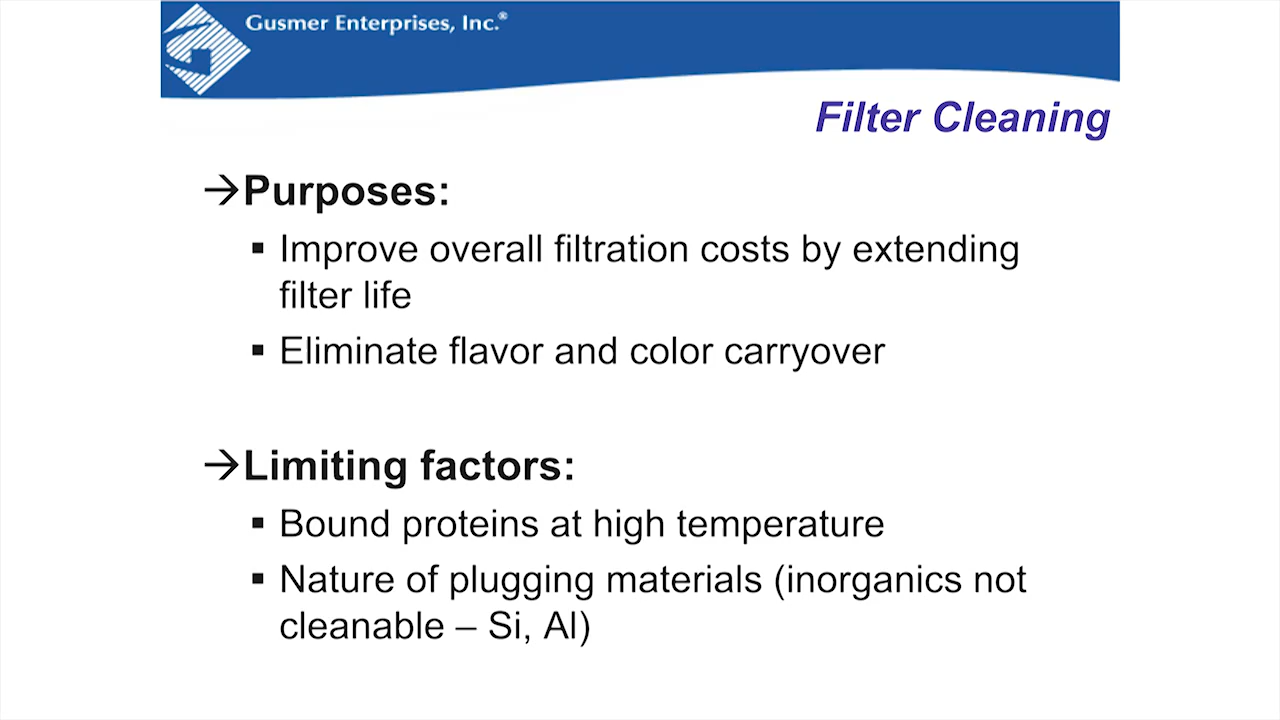 Gusmer Enterprises, Inc.®
Filter Cleaning
→Purposes:
▪ Improve overall filtration costs by extending
filter life
▪ Eliminate flavor and color carryover
→Limiting factors:
▪ Bound proteins at high temperature
▪ Nature of plugging materials (inorganics not
cleanable – Si, Al)